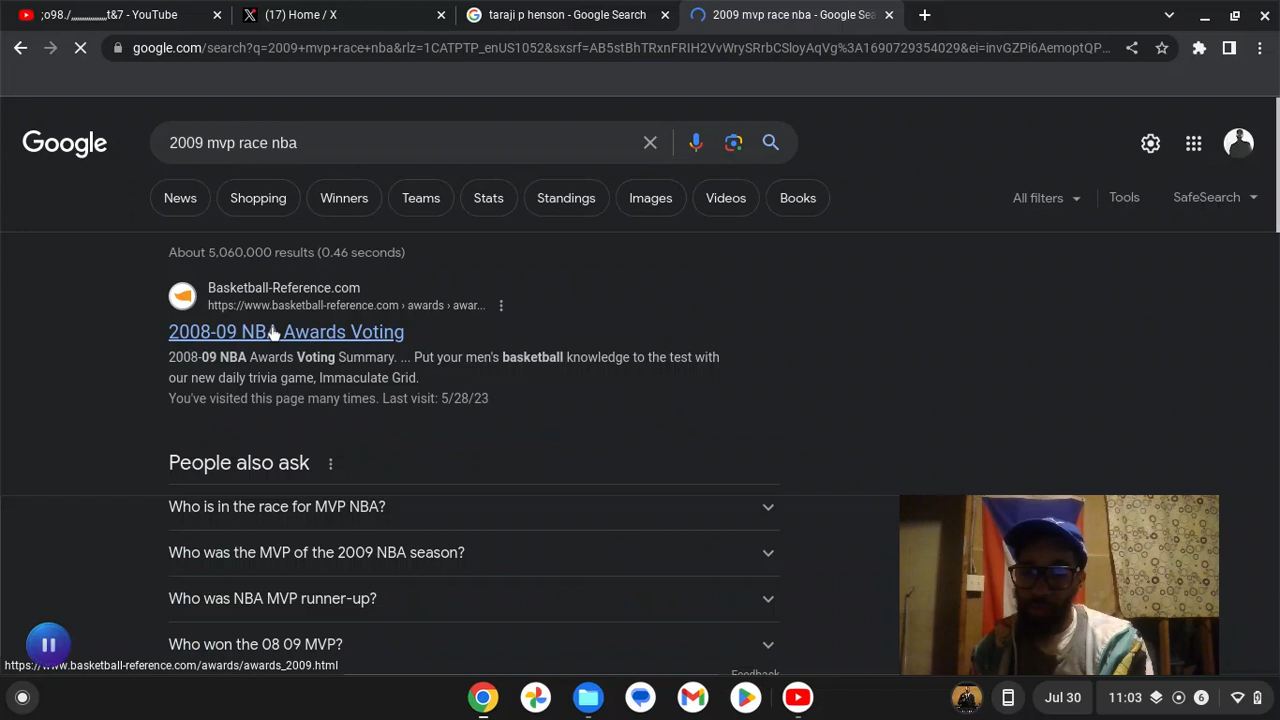 ;o98./,,,,,,,,,,,,,,t&7 - YouTube
(17) Home / X
taraji p henson - Google Search
2009 mvp race nba - Google Sea
google.com/search?q=2009+mvp+race+nba&rlz=1CATPTP_enUS1052&sxsrf=AB5stBhTRxnFRIH2VvWrySRrbCSloyAqVg%3A1690729354029&ei=invGZPi6AemoptQP...
Google
2009 mvp race nba
News
Shopping
Winners
Teams
Stats
Standings
Images
Videos
Books
All filters
Tools
SafeSearch
About 5,060,000 results (0.46 seconds)
Basketball-Reference.com
https://www.basketball-reference.com › awards › awar...
2008-09 NBA Awards Voting
2008-09 NBA Awards Voting Summary. ... Put your men's basketball knowledge to the test with
our new daily trivia game, Immaculate Grid.
You've visited this page many times. Last visit: 5/28/23
People also ask
Who is in the race for MVP NBA?
Who was the MVP of the 2009 NBA season?
Who was NBA MVP runner-up?
Who won the 08 09 MVP?
Feedback
https://www.basketball-reference.com/awards/awards_2009.html
Jul 30
11:03
6